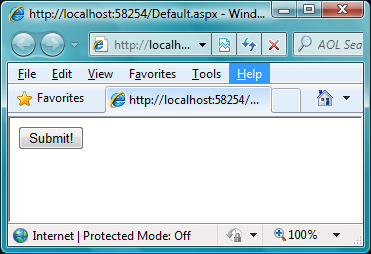 http://localhost:58254/Default.aspx - Wind...
http://localh... AOL Sea
File Edit View Favorites Tools Help
Favorites http://localhost:58254/...
Submit!
Internet | Protected Mode: Off 100%